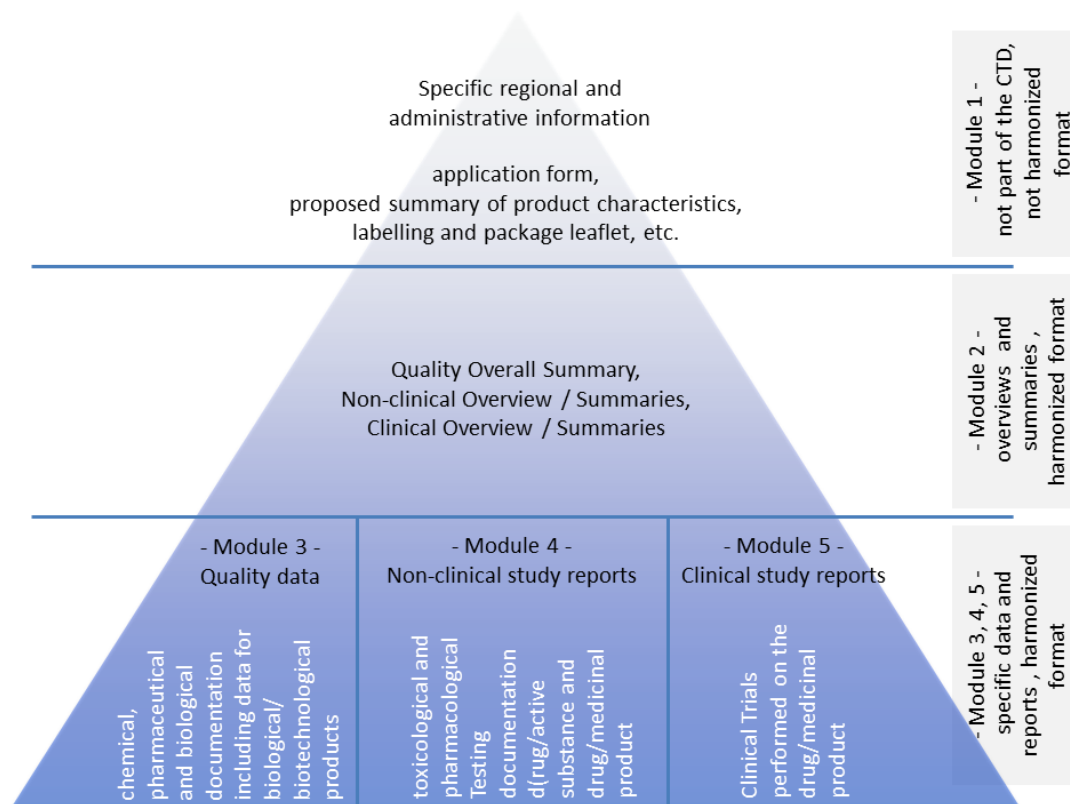 Specific regional and
administrative information
application form,
proposed summary of product characteristics,
labelling and package leaflet, etc.
- Module 1 -
not part of the CTD,
not harmonized
format
Quality Overall Summary,
Non-clinical Overview / Summaries,
Clinical Overview / Summaries
- Module 2 -
overviews and
summaries ,
harmonized format
- Module 3 -
Quality data
chemical,
pharmaceutical
and biological
documentation
including data for
biological/
biotechnological
products
- Module 4 -
Non-clinical study reports
toxicological and
pharmacological
Testing
documentation
d(rug/active
substance and
drug/medicinal
product
- Module 5 -
Clinical study reports
Clinical Trials
performed on the
drug/medicinal
product
- Module 3, 4, 5 -
specific data and
reports , harmonized
format